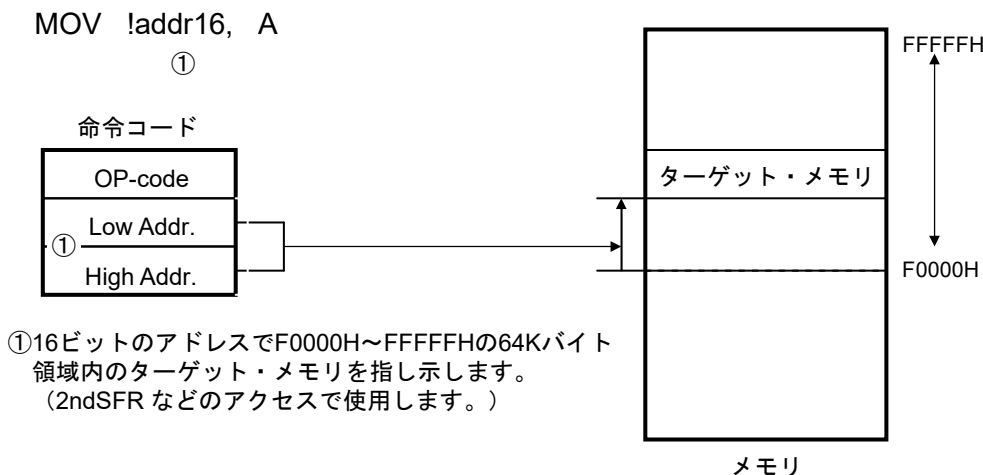 MOV !addr16, A
①
命令コード
OP-code
Low Addr.
①
High Addr.
FFFFFH
ターゲット・メモリ
F0000H
①16ビットのアドレスでF0000H～FFFFFHの64Kバイト
領域内のターゲット・メモリを指し示します。
（2ndSFR などのアクセスで使用します。）
メモリ